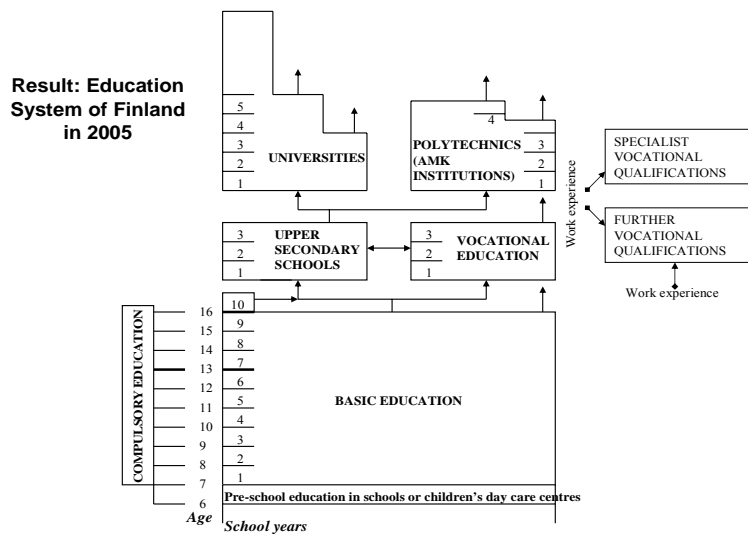 Result: Education
System of Finland
in 2005
5
4
3
2
1
UNIVERSITIES
4
POLYTECHNICS
(AMK
INSTITUTIONS)
3
2
1
Work experience
SPECIALIST
VOCATIONAL
QUALIFICATIONS
FURTHER
VOCATIONAL
QUALIFICATIONS
Work experience
3
2
1
UPPER
SECONDARY
SCHOOLS
3
2
1
VOCATIONAL
EDUCATION
COMPULSORY EDUCATION
16
15
14
13
12
11
10
9
8
7
6
10
9
8
7
6
5
4
3
2
1
BASIC EDUCATION
Pre-school education in schools or children's day care centres
Age
School years